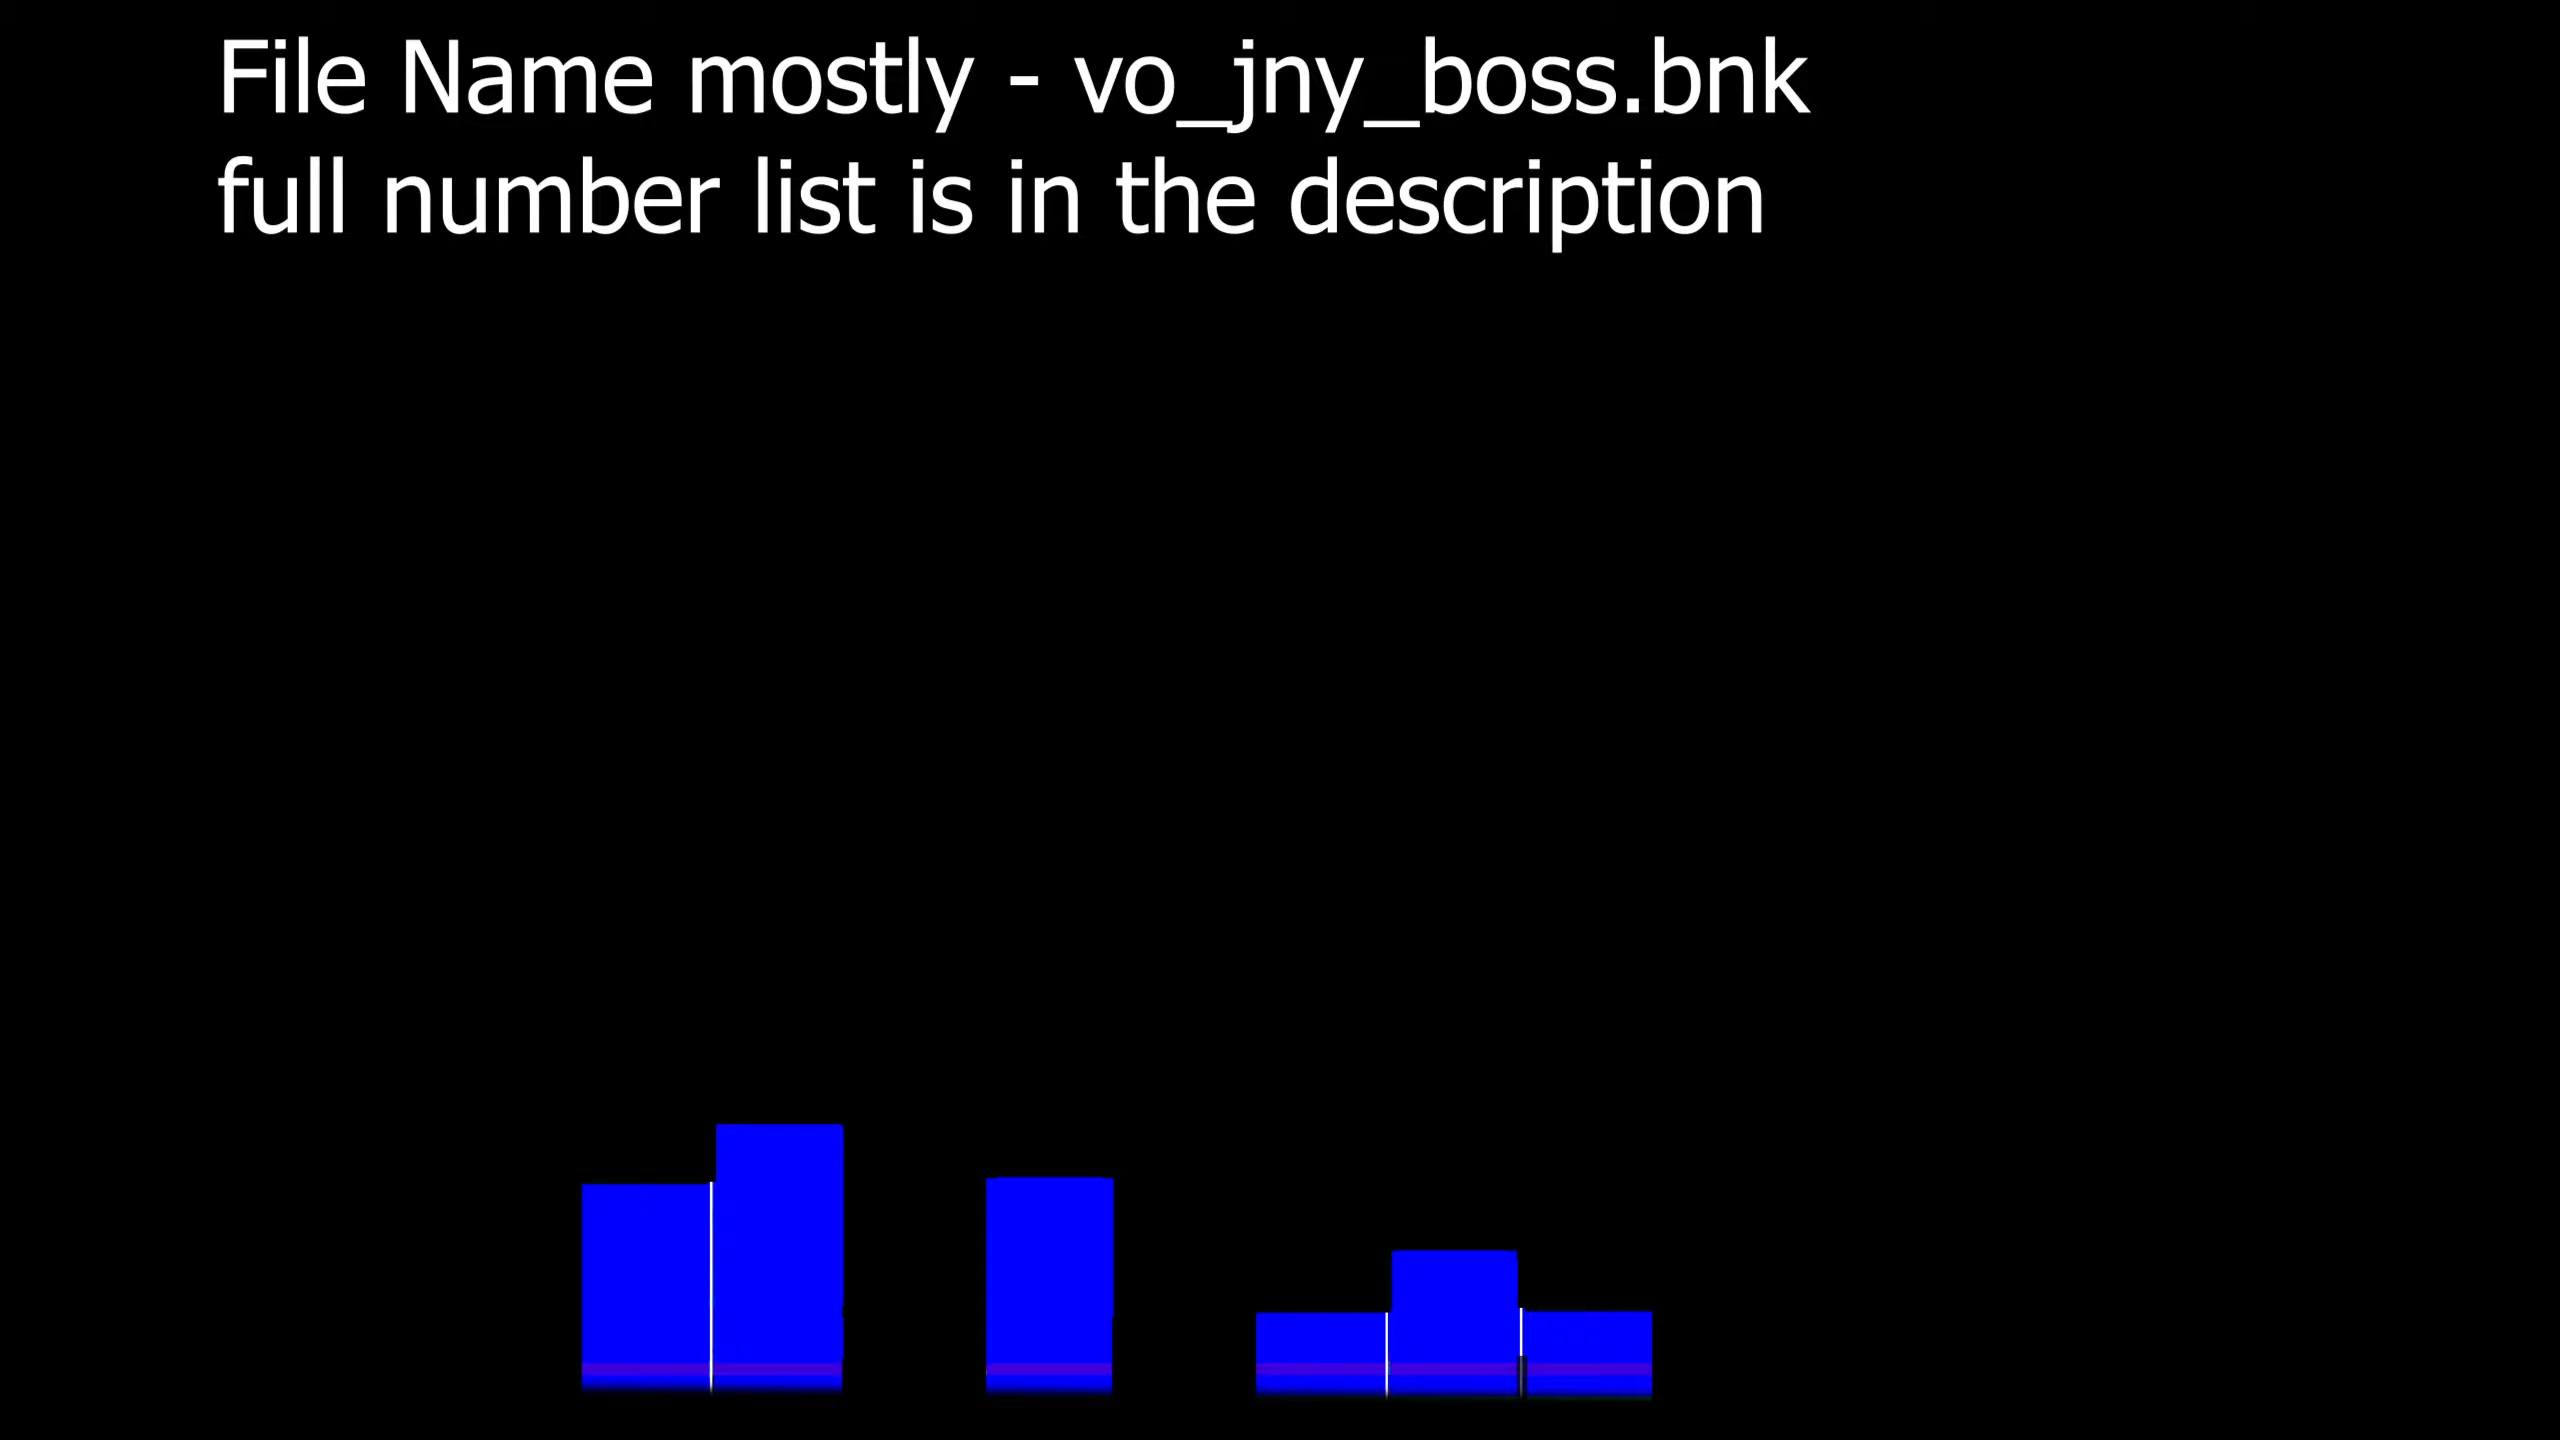 File Name mostly - vo_jny_boss.bnk
full number list is in the description